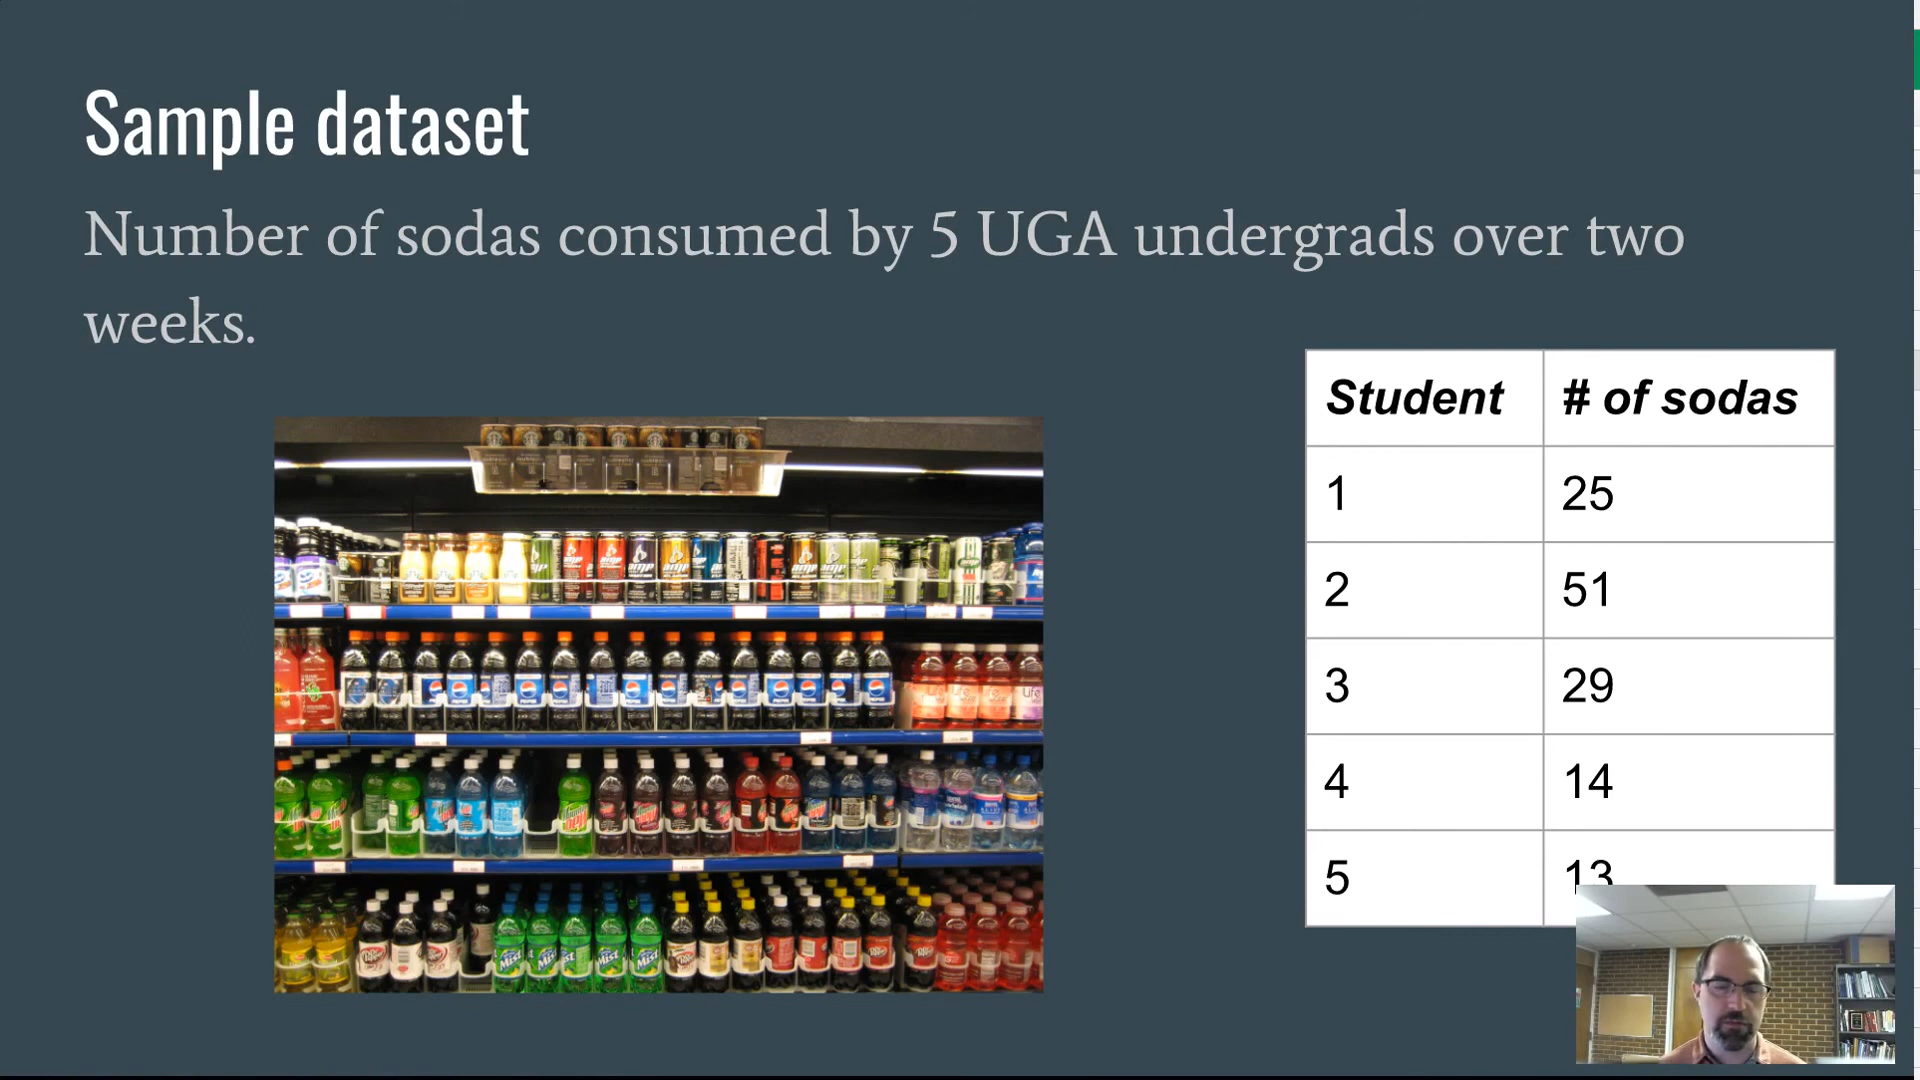 Sample dataset
Number of sodas consumed by 5 UGA undergrads over two
weeks.
Student # of sodas
1 25
2 51
3 29
4 14
5 13